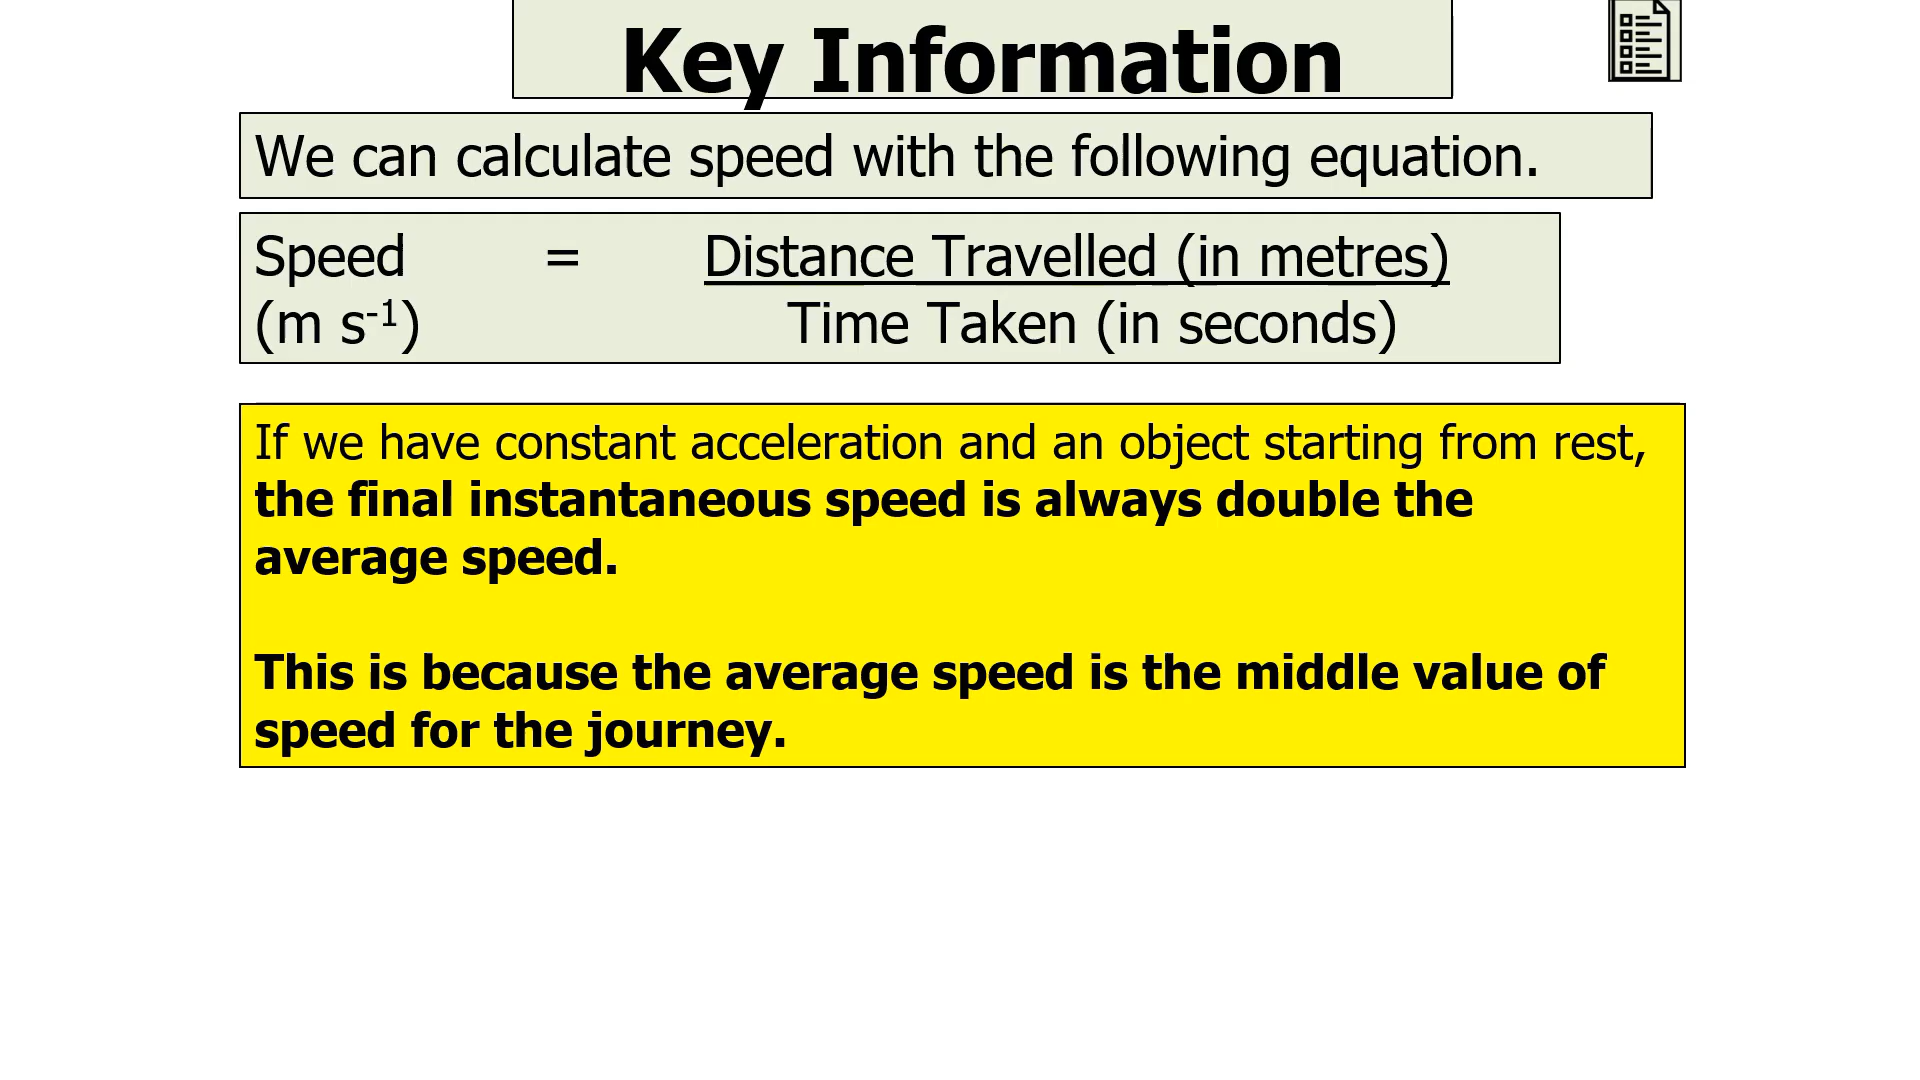 Key Information
We can calculate speed with the following equation.
Speed = Distance Travelled (in metres)
(m s⁻¹) Time Taken (in seconds)
If we have constant acceleration and an object starting from rest,
the final instantaneous speed is always double the
average speed.
This is because the average speed is the middle value of
speed for the journey.